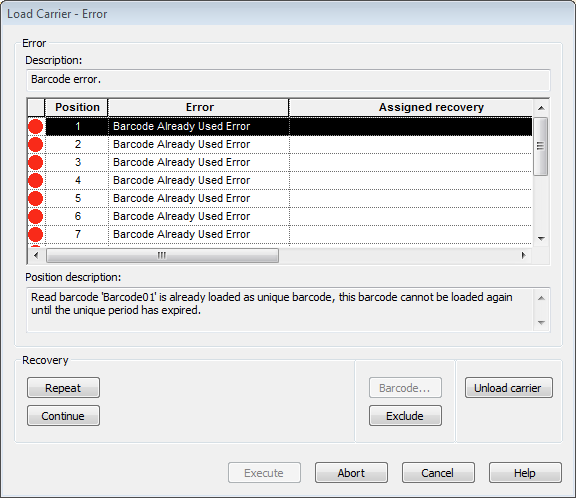 Load Carrier - Error
Error
Description:
Barcode error.
Position Error Assigned recovery
1 Barcode Already Used Error
2 Barcode Already Used Error
3 Barcode Already Used Error
4 Barcode Already Used Error
5 Barcode Already Used Error
6 Barcode Already Used Error
7 Barcode Already Used Error
Position description:
Read barcode 'Barcode01' is already loaded as unique barcode, this barcode cannot be loaded again
until the unique period has expired.
Recovery
Repeat Barcode... Unload carrier
Continue Exclude
Execute Abort Cancel Help